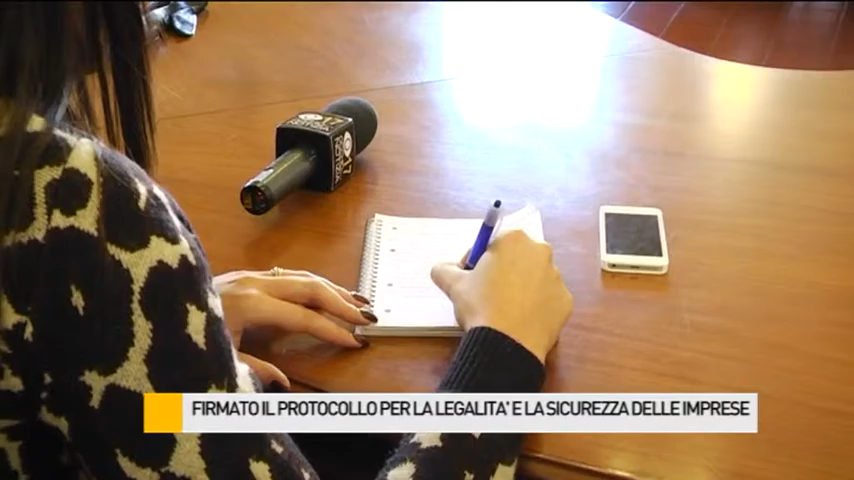 FIRMATO IL PROTOCOLLO PER LA LEGALITA' E LA SICUREZZA DELLE IMPRESE